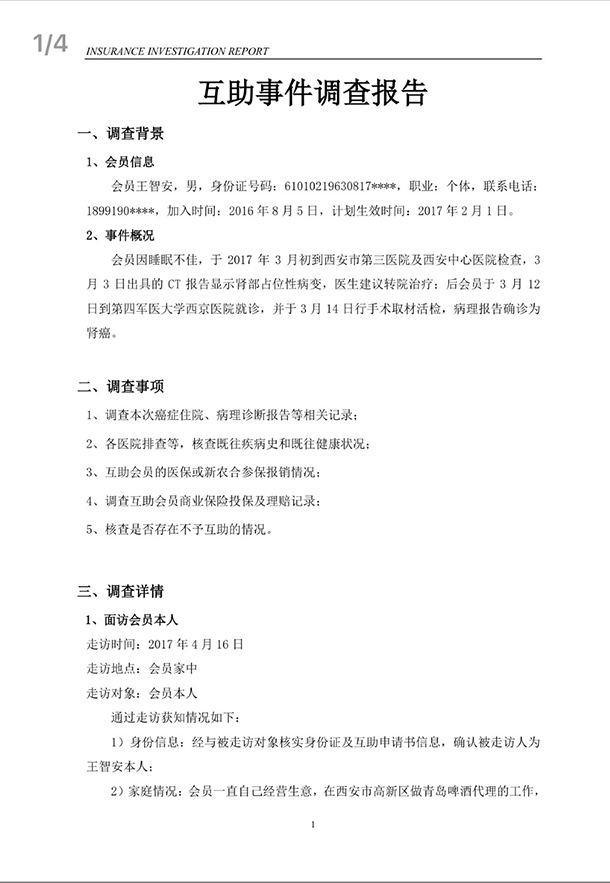 1/4
INSURANCE INVESTIGATION REPORT
互助事件调查报告
一、调查背景
1、会员信息
会员王智安，男，身份证号码：61010219630817****，职业：个体，联系电话：
1899190****，加入时间：2016 年 8 月 5 日，计划生效时间：2017 年 2 月 1 日。
2、事件概况
会员因睡眠不佳，于 2017 年 3 月初到西安市第三医院及西安中心医院检查，3
月 3 日出具的 CT 报告显示肾部占位性病变，医生建议转院治疗；后会员于 3 月 12
日到第四军医大学西京医院就诊，并于 3 月 14 日行手术取材活检，病理报告确诊为
肾癌。
二、调查事项
1、调查本次癌症住院、病理诊断报告等相关记录；
2、各医院排查等，核查既往疾病史和既往健康状况；
3、互助会员的医保或新农合参保报销情况；
4、调查互助会员商业保险投保及理赔记录；
5、核查是否存在不予互助的情况。
三、调查详情
1、面访会员本人
走访时间：2017 年 4 月 16 日
走访地点：会员家中
走访对象：会员本人
通过走访获知情况如下：
1）身份信息：经与被走访对象核实身份证及互助申请书信息，确认被走访人为
王智安本人；
2）家庭情况：会员一直自己经营生意，在西安市高新区做青岛啤酒代理的工作，
1